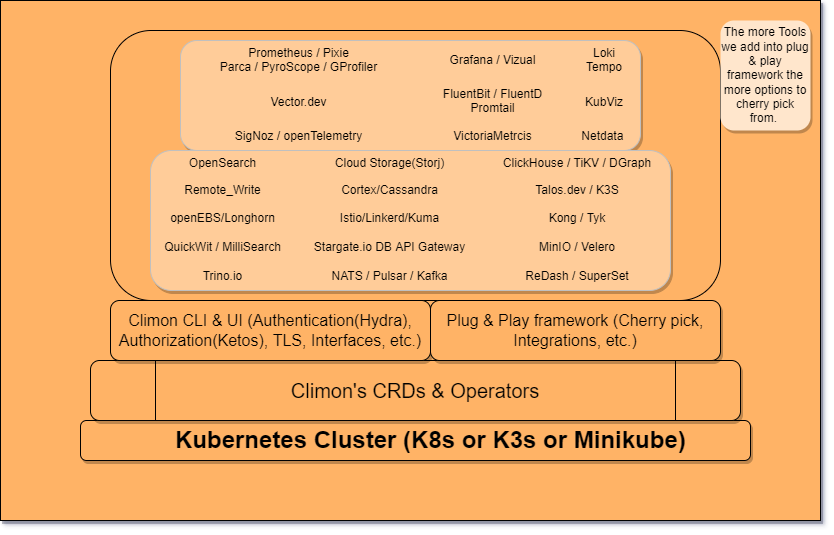 Prometheus / Pixie
Parca / PyroScope / GProfiler
Grafana / Vizual
Loki
Tempo
The more Tools
we add into plug
& play
framework the
more options to
cherry pick
from.
Vector.dev
FluentBit / FluentD
Promtail
KubViz
SigNoz / openTelemetry
VictoriaMetrcis
Netdata
OpenSearch
Cloud Storage(Storj)
ClickHouse / TiKV / DGraph
Remote_Write
Cortex/Cassandra
Talos.dev / K3S
openEBS/Longhorn
Istio/Linkerd/Kuma
Kong / Tyk
QuickWit / MilliSearch
Stargate.io DB API Gateway
MinIO / Velero
Trino.io
NATS / Pulsar / Kafka
ReDash / SuperSet
Climon CLI & UI (Authentication(Hydra),
Authorization(Ketos), TLS, Interfaces, etc.)
Plug & Play framework (Cherry pick,
Integrations, etc.)
Climon's CRDs & Operators
Kubernetes Cluster (K8s or K3s or Minikube)